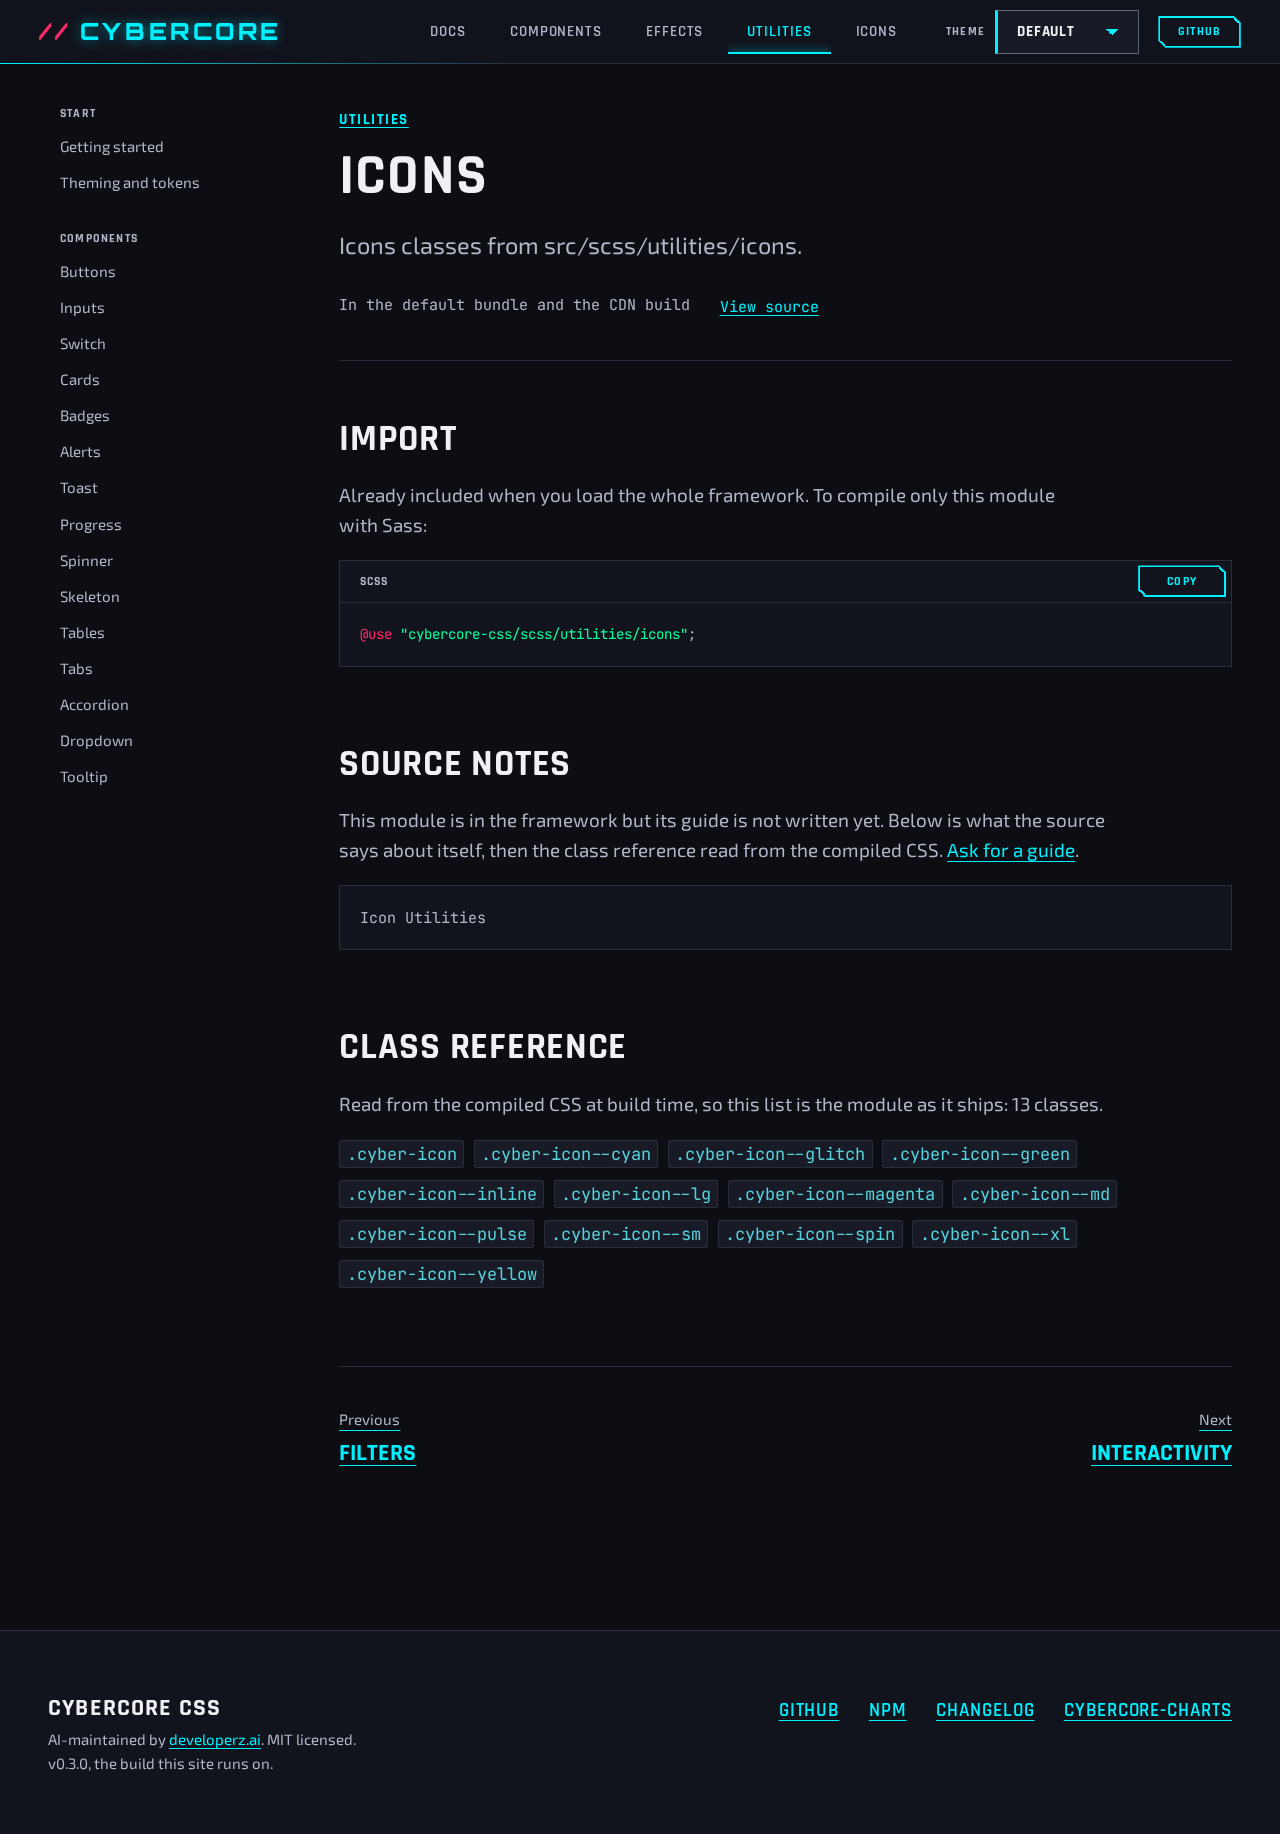 // CYBERCORE
DOCS
COMPONENTS
EFFECTS
UTILITIES
ICONS
THEME
DEFAULT
GITHUB
START
Getting started
Theming and tokens
COMPONENTS
Buttons
Inputs
Switch
Cards
Badges
Alerts
Toast
Progress
Spinner
Skeleton
Tables
Tabs
Accordion
Dropdown
Tooltip
UTILITIES
ICONS
Icons classes from src/scss/utilities/icons.
In the default bundle and the CDN build View source
IMPORT
Already included when you load the whole framework. To compile only this module
with Sass:
SCSS
COPY
@use "cybercore-css/scss/utilities/icons";
SOURCE NOTES
This module is in the framework but its guide is not written yet. Below is what the source
says about itself, then the class reference read from the compiled CSS. Ask for a guide.
Icon Utilities
CLASS REFERENCE
Read from the compiled CSS at build time, so this list is the module as it ships: 13 classes.
.cyber-icon .cyber-icon--cyan .cyber-icon--glitch .cyber-icon--green
.cyber-icon--inline .cyber-icon--lg .cyber-icon--magenta .cyber-icon--md
.cyber-icon--pulse .cyber-icon--sm .cyber-icon--spin .cyber-icon--xl
.cyber-icon--yellow
Previous
FILTERS
Next
INTERACTIVITY
CYBERCORE CSS
AI-maintained by developerz.ai. MIT licensed.
v0.3.0, the build this site runs on.
GITHUB
NPM
CHANGELOG
CYBERCORE-CHARTS